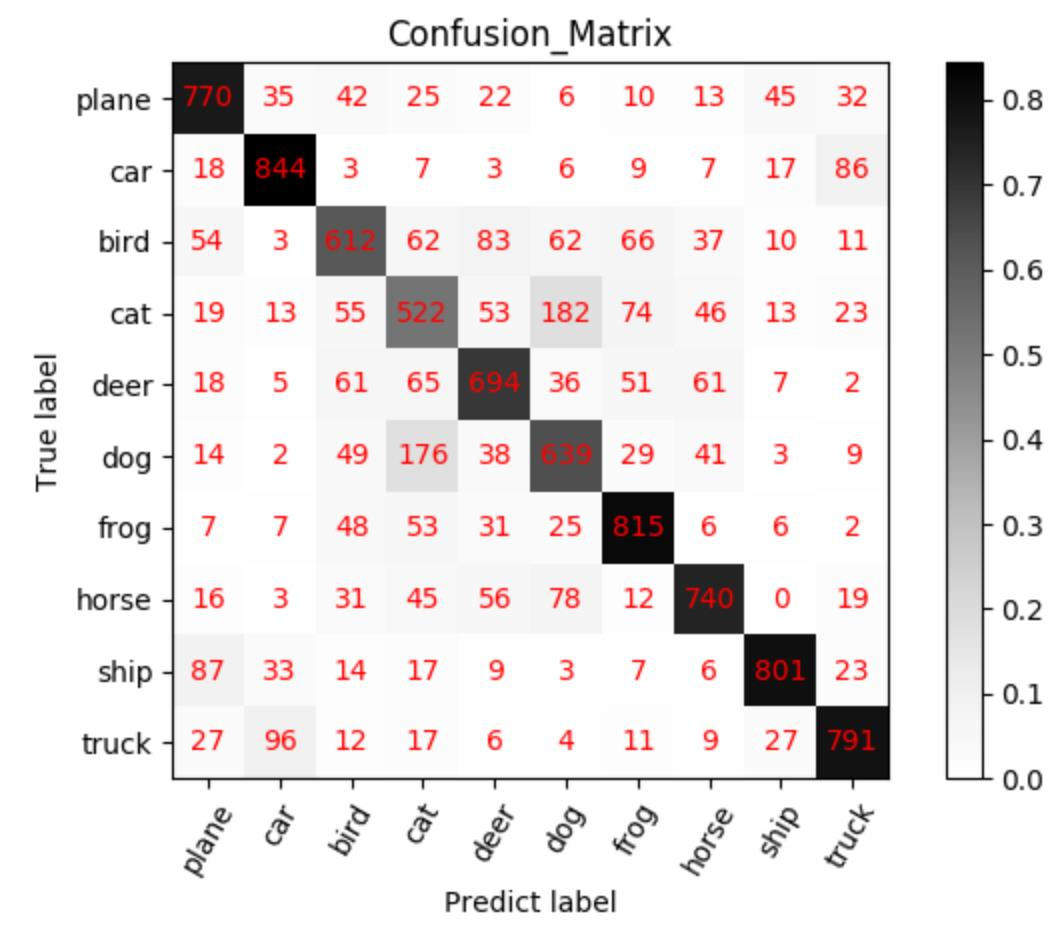 Confusion_Matrix
plane 770 35 42 25 22 6 10 13 45 32
car 18 844 3 7 3 6 9 7 17 86
bird 54 3 612 62 83 62 66 37 10 11
cat 19 13 55 522 53 182 74 46 13 23
deer 18 5 61 65 694 36 51 61 7 2
dog 14 2 49 176 38 639 29 41 3 9
frog 7 7 48 53 31 25 815 6 6 2
horse 16 3 31 45 56 78 12 740 0 19
ship 87 33 14 17 9 3 7 6 801 23
truck 27 96 12 17 6 4 11 9 27 791
plane car bird cat deer dog frog horse ship truck
Predict label
True label
0.8
0.7
0.6
0.5
0.4
0.3
0.2
0.1
0.0